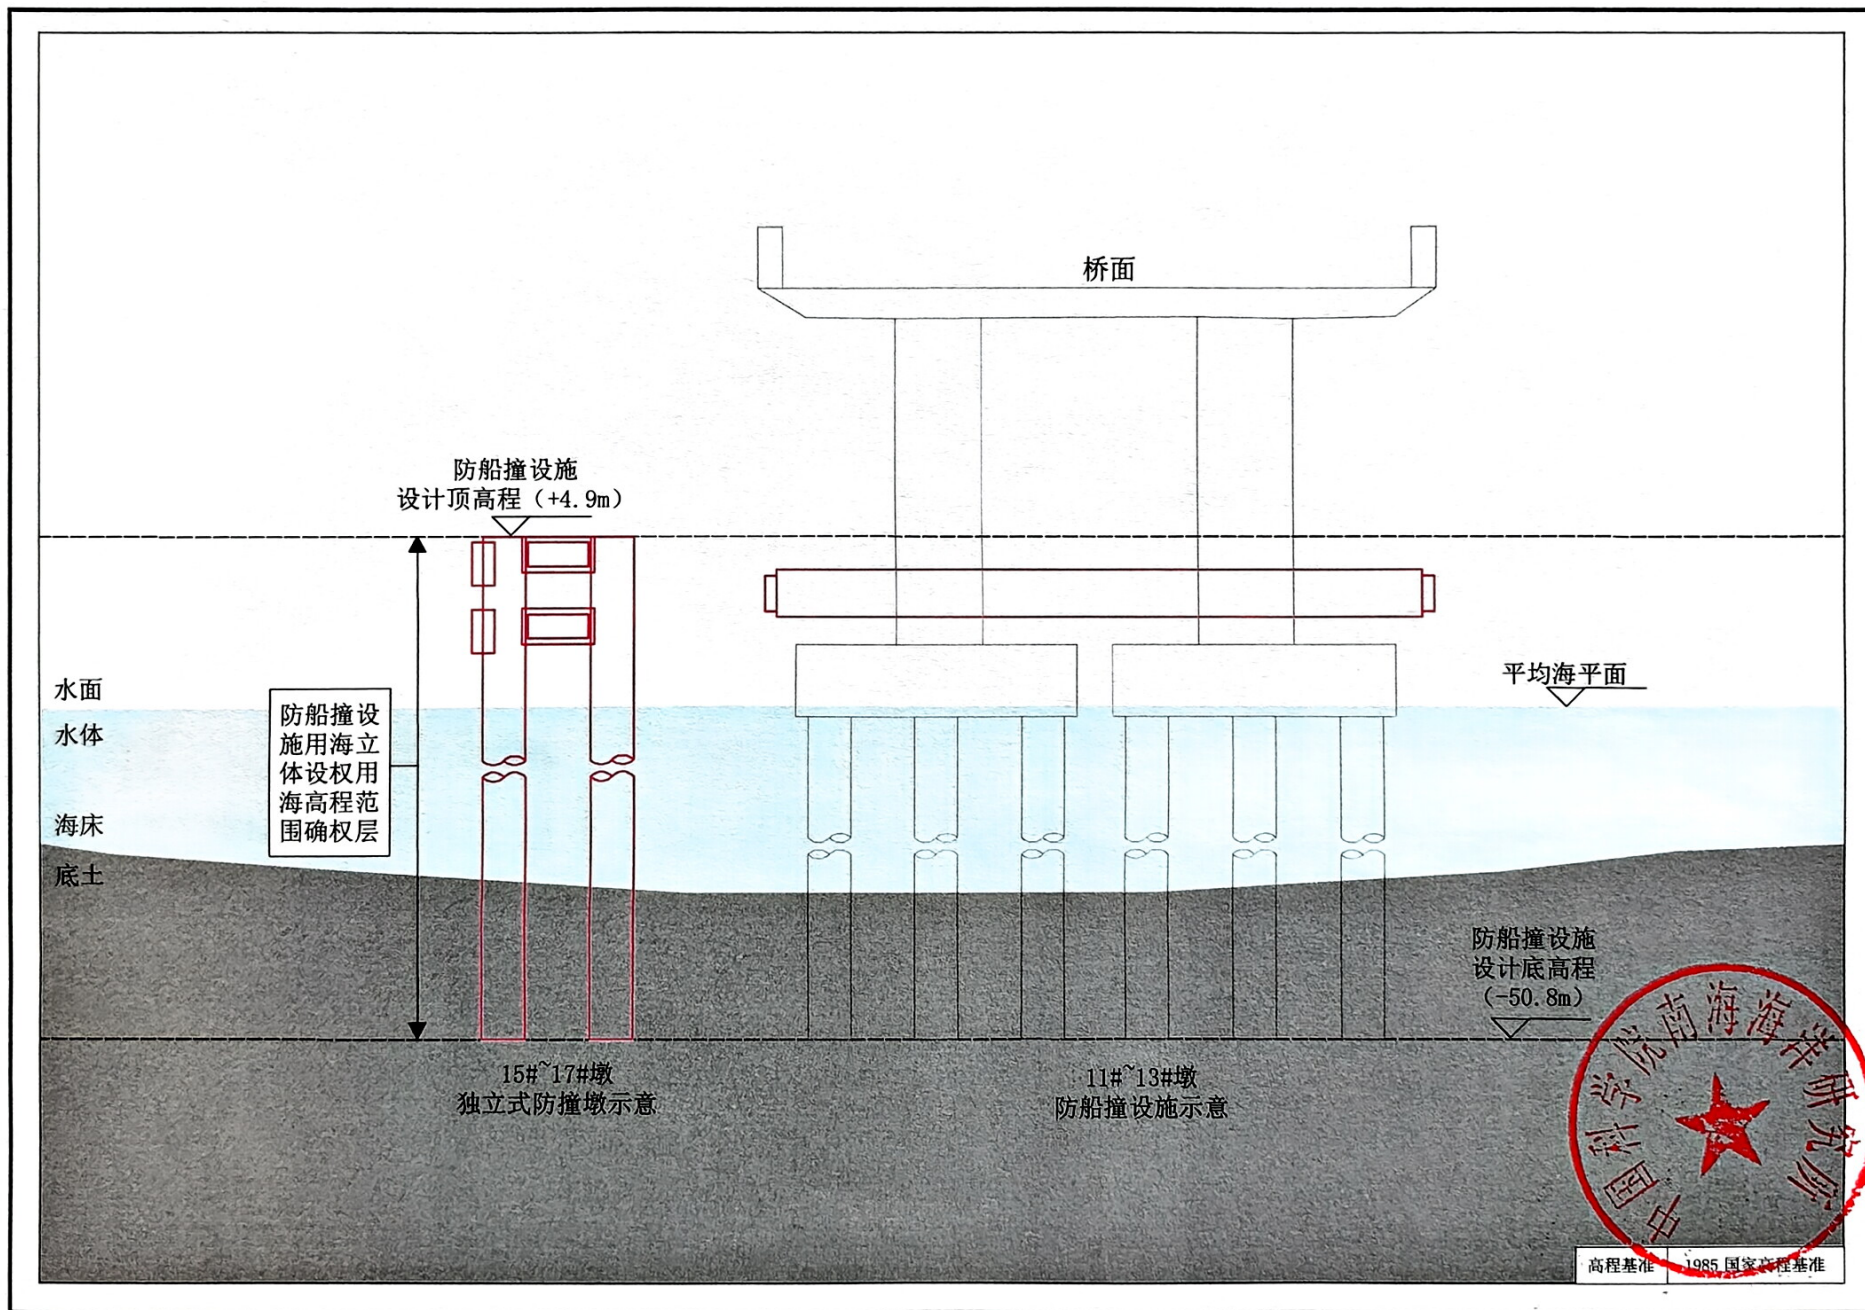 桥面
防船撞设施
设计顶高程（+4.9m）
水面
水体
海床
底土
防船撞设
施用海立
体设权用
海高程范
围确权层
平均海平面
防船撞设施
设计底高程
（-50.8m）
15#~17#墩
独立式防撞墩示意
11#~13#墩
防船撞设施示意
中国科学院南海海洋研究所
高程基准
1985 国家高程基准